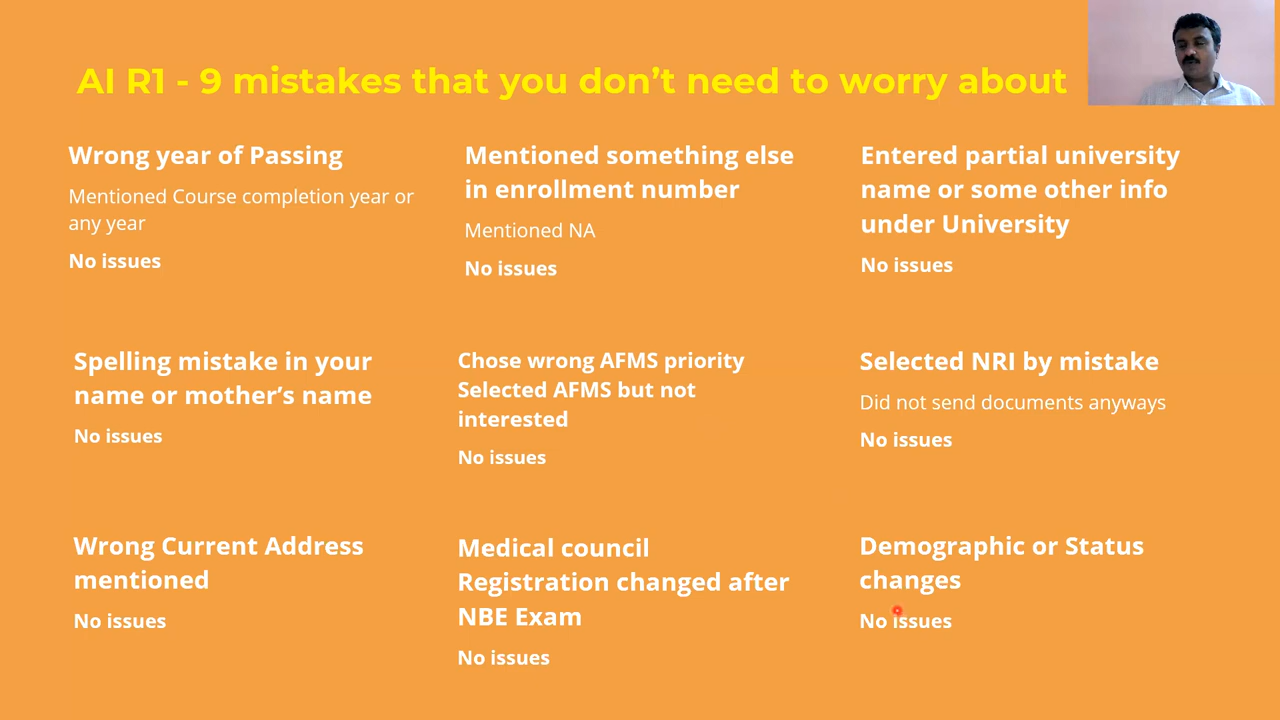 AI R1 - 9 mistakes that you don’t need to worry about
Wrong year of Passing
Mentioned Course completion year or
any year
No issues
Mentioned something else
in enrollment number
Mentioned NA
No issues
Entered partial university
name or some other info
under University
No issues
Spelling mistake in your
name or mother’s name
No issues
Chose wrong AFMS priority
Selected AFMS but not
interested
No issues
Selected NRI by mistake
Did not send documents anyways
No issues
Wrong Current Address
mentioned
No issues
Medical council
Registration changed after
NBE Exam
No issues
Demographic or Status
changes
No issues